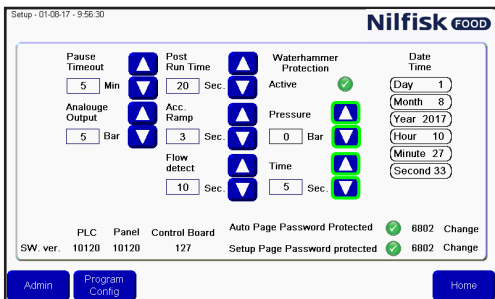 Setup - 01-08-17 - 9:56:30
Nilfisk FOOD
Pause Timeout
5 Min
Post Run Time
20 Sec.
Waterhammer Protection
Active
Date Time
Day 1
Month 8
Year 2017
Hour 10
Minute 27
Second 33
Analouge Output
5 Bar
Acc. Ramp
3 Sec.
Pressure
0 Bar
Flow detect
10 Sec.
Time
5 Sec.
PLC Panel Control Board
SW. ver. 10120 10120 127
Auto Page Password Protected 6802 Change
Setup Page Password protected 6802 Change
Admin
Program Config
Home